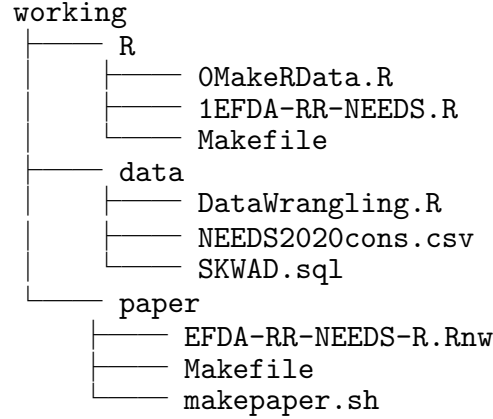 working
R
0MakeRData.R
1EFDA-RR-NEEDS.R
Makefile
data
DataWrangling.R
NEEDS2020cons.csv
SKWAD.sql
paper
EFDA-RR-NEEDS-R.Rnw
Makefile
makepaper.sh